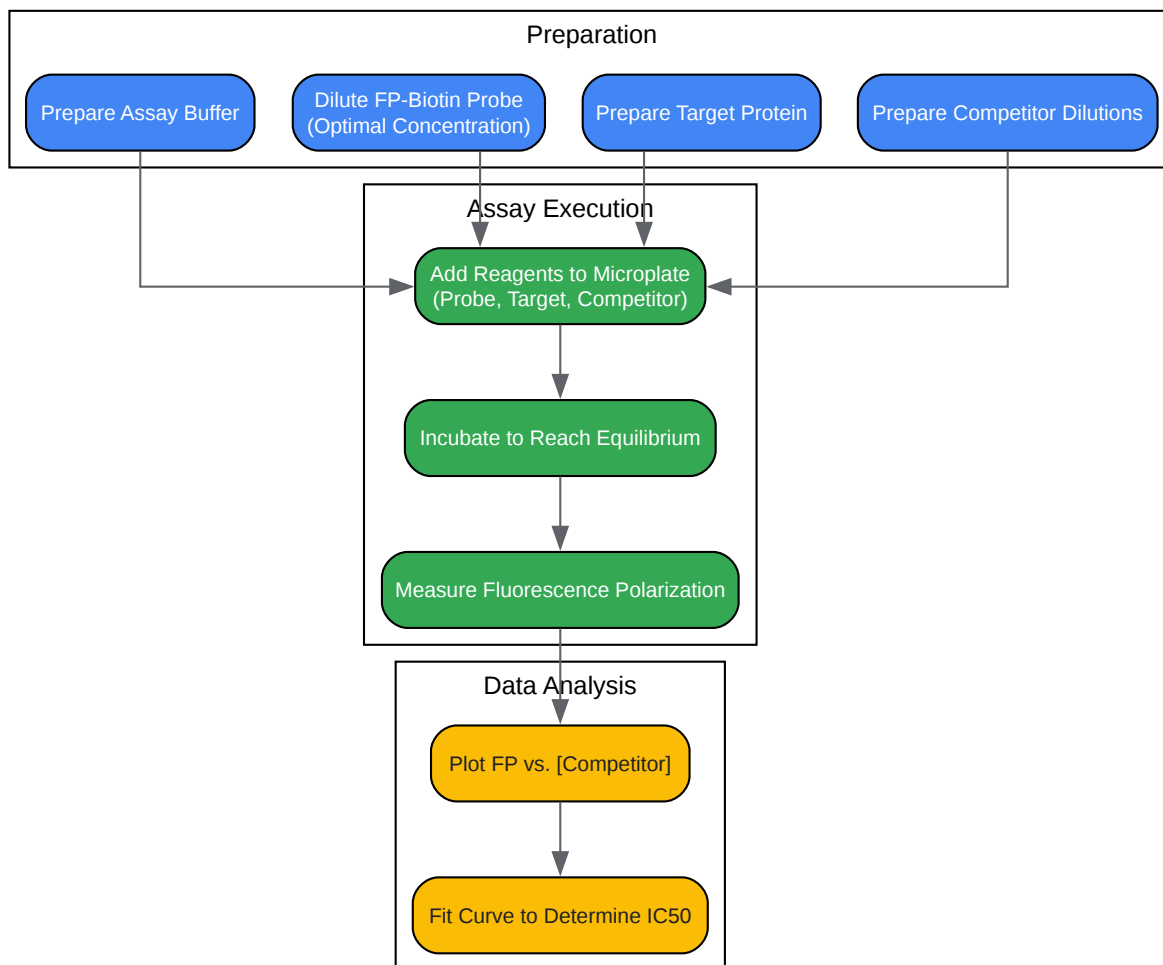 Preparation
Prepare Assay Buffer
Dilute FP-Biotin Probe
(Optimal Concentration)
Prepare Target Protein
Prepare Competitor Dilutions
Assay Execution
Add Reagents to Microplate
(Probe, Target, Competitor)
Incubate to Reach Equilibrium
Measure Fluorescence Polarization
Data Analysis
Plot FP vs. [Competitor]
Fit Curve to Determine IC50